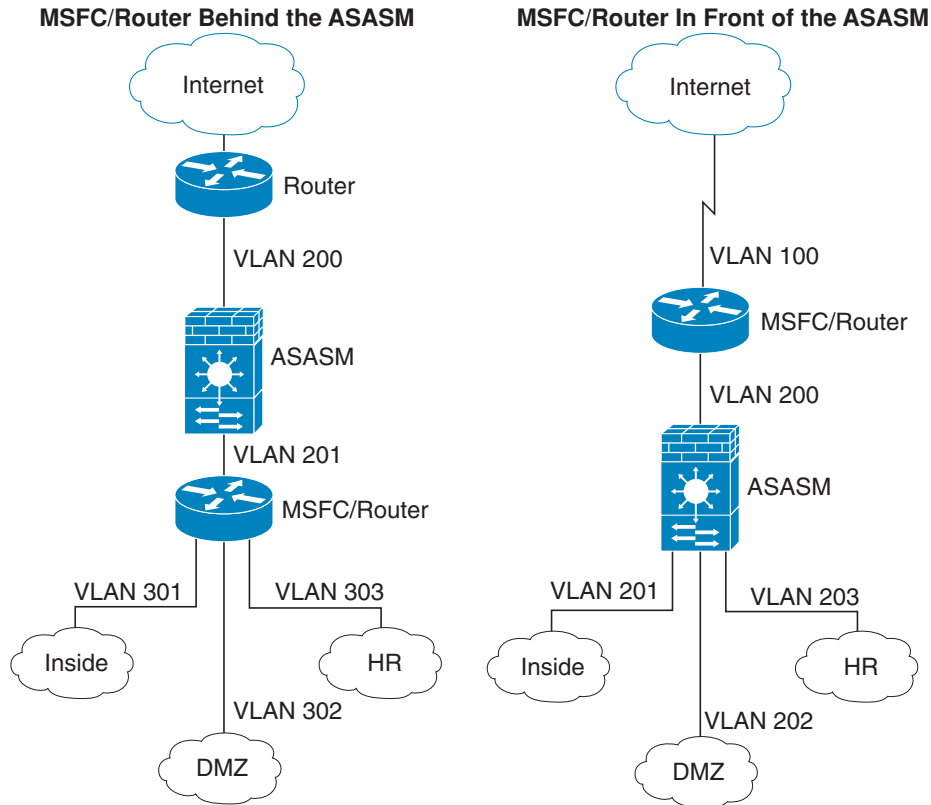 MSFC/Router Behind the ASASM
Internet
Router
VLAN 200
ASASM
VLAN 201
MSFC/Router
VLAN 301
VLAN 303
Inside
HR
VLAN 302
DMZ
MSFC/Router In Front of the ASASM
Internet
VLAN 100
MSFC/Router
VLAN 200
ASASM
VLAN 201
VLAN 203
Inside
HR
VLAN 202
DMZ